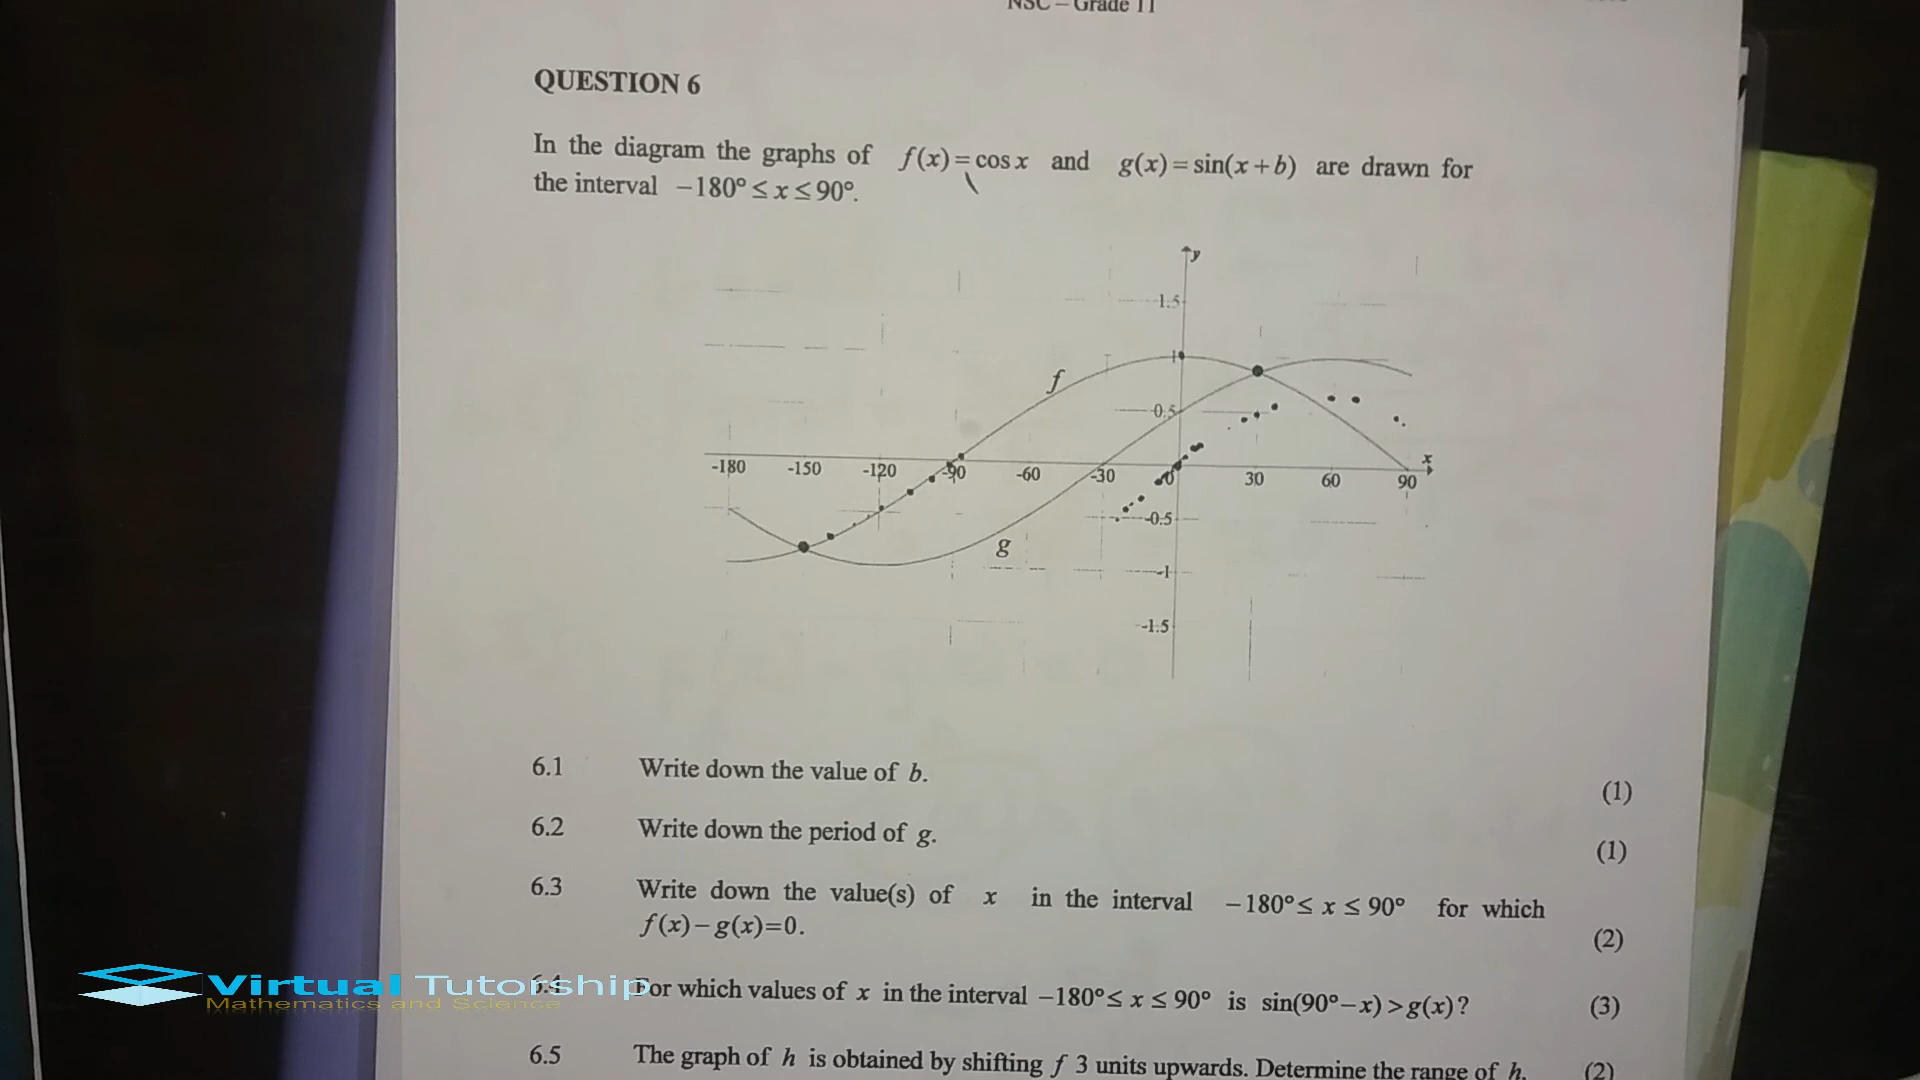 NSC – Grade 11
QUESTION 6
In the diagram the graphs of f(x) = cos x and g(x) = sin(x + b) are drawn for
the interval −180° ≤ x ≤ 90°.
y
1.5
1
f
0.5
x
-180 -150 -120 -90 -60 -30 0 30 60 90
-0.5
g
-1
-1.5
6.1 Write down the value of b. (1)
6.2 Write down the period of g. (1)
6.3 Write down the value(s) of x in the interval −180° ≤ x ≤ 90° for which
f(x) − g(x) = 0. (2)
6.4 For which values of x in the interval −180° ≤ x ≤ 90° is sin(90° − x) > g(x)? (3)
Virtual Tutorship
Mathematics and Science
6.5 The graph of h is obtained by shifting f 3 units upwards. Determine the range of h. (2)